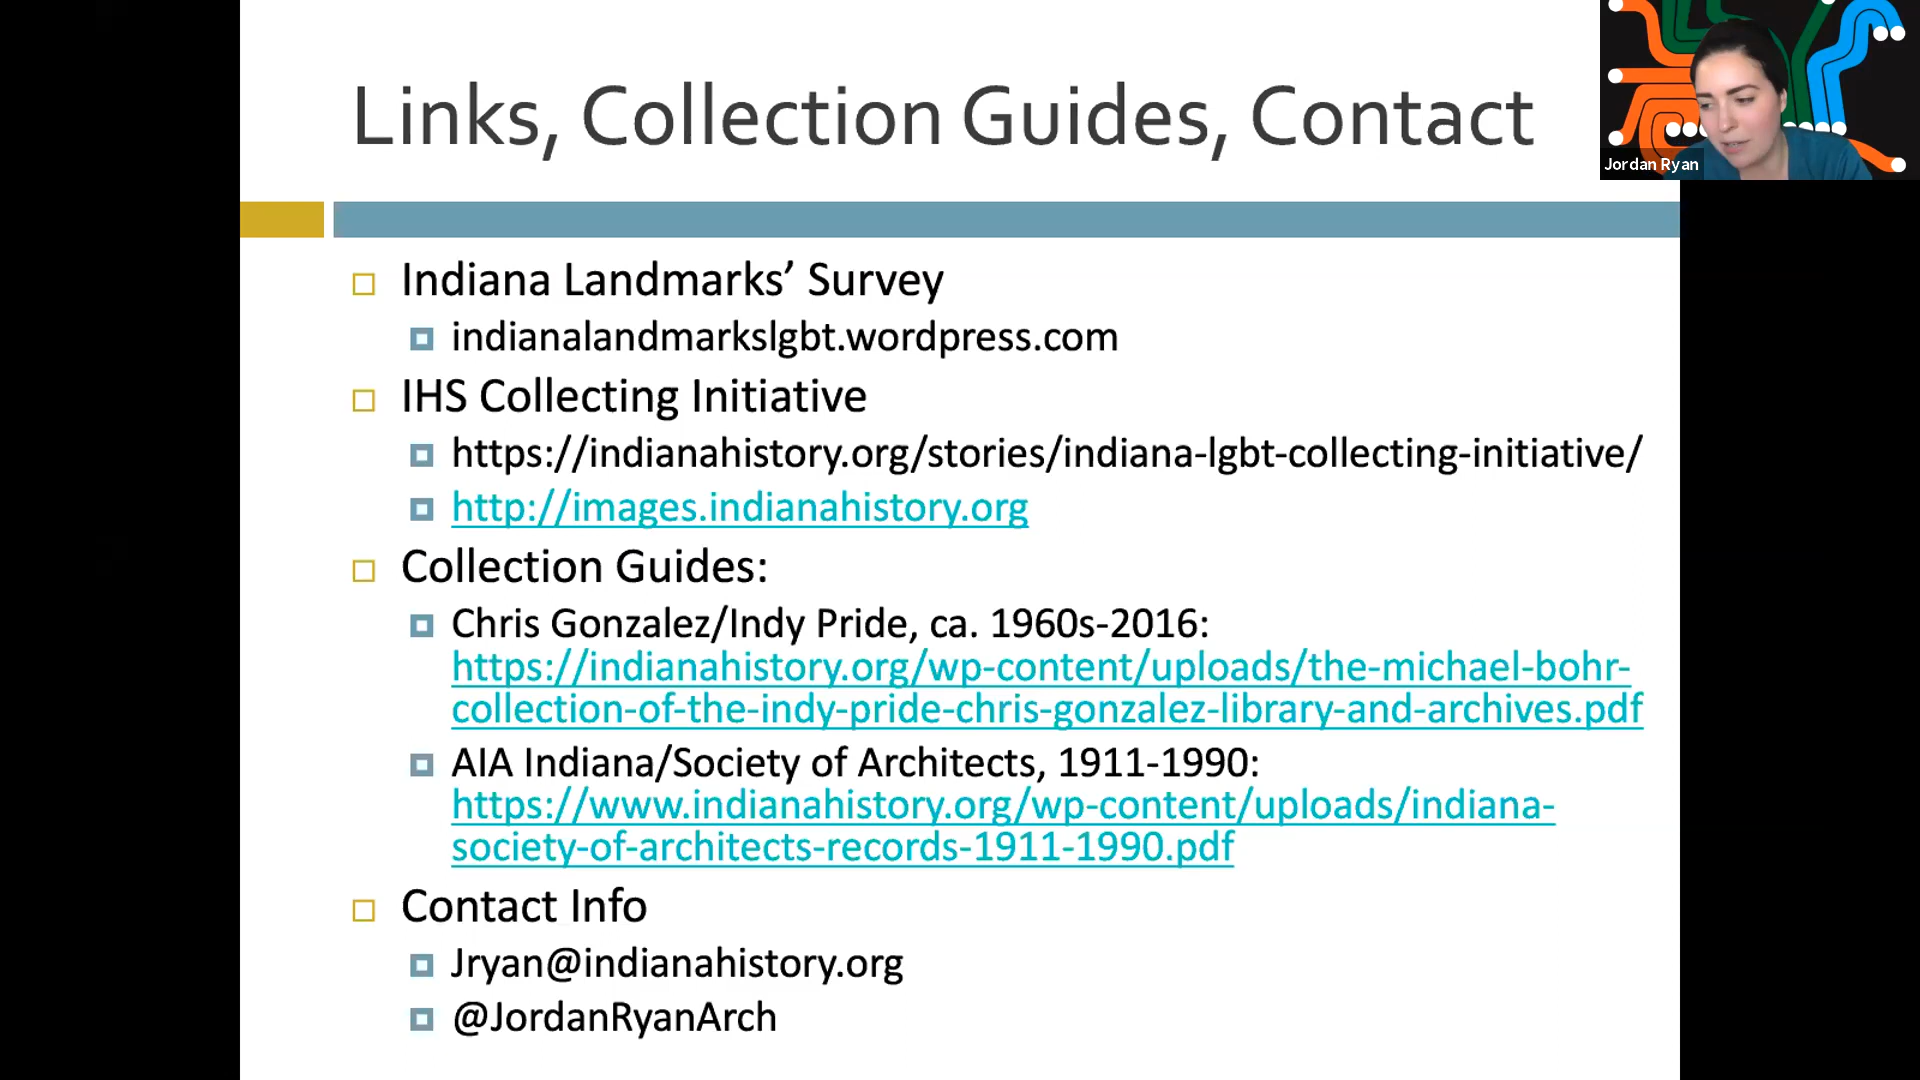 Links, Collection Guides, Contact
Jordan Ryan
Indiana Landmarks’ Survey
indianalandmarkslgbt.wordpress.com
IHS Collecting Initiative
https://indianahistory.org/stories/indiana-lgbt-collecting-initiative/
http://images.indianahistory.org
Collection Guides:
Chris Gonzalez/Indy Pride, ca. 1960s-2016:
https://indianahistory.org/wp-content/uploads/the-michael-bohr-
collection-of-the-indy-pride-chris-gonzalez-library-and-archives.pdf
AIA Indiana/Society of Architects, 1911-1990:
https://www.indianahistory.org/wp-content/uploads/indiana-
society-of-architects-records-1911-1990.pdf
Contact Info
Jryan@indianahistory.org
@JordanRyanArch